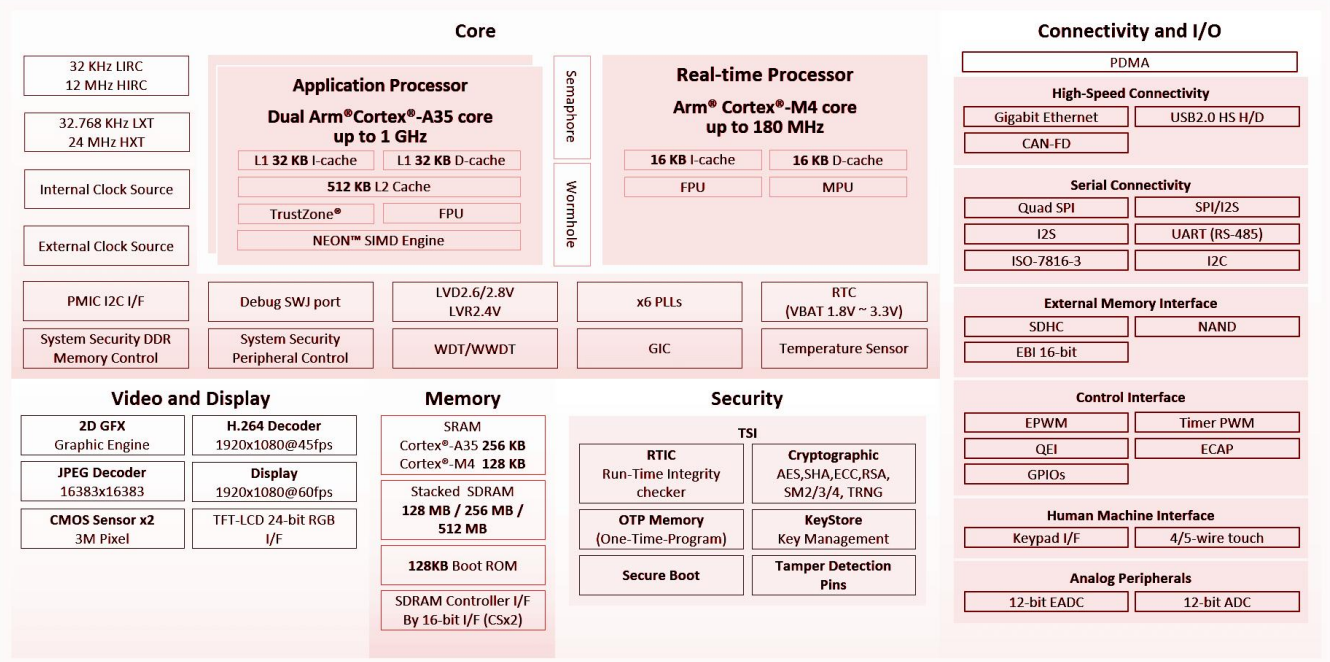 Core
32 KHz LIRC
12 MHz HIRC
32.768 KHz LXT
24 MHz HXT
Internal Clock Source
External Clock Source
Application Processor
Dual Arm®Cortex®-A35 core
up to 1 GHz
L1 32 KB I-cache
L1 32 KB D-cache
512 KB L2 Cache
TrustZone®
FPU
NEON™ SIMD Engine
Semaphore
Wormhole
Real-time Processor
Arm® Cortex®-M4 core
up to 180 MHz
16 KB I-cache
16 KB D-cache
FPU
MPU
PMIC I2C I/F
Debug SWJ port
LVD2.6/2.8V
LVR2.4V
x6 PLLs
RTC
(VBAT 1.8V ~ 3.3V)
System Security DDR
Memory Control
System Security
Peripheral Control
WDT/WWDT
GIC
Temperature Sensor
Video and Display
2D GFX
Graphic Engine
H.264 Decoder
1920x1080@45fps
JPEG Decoder
16383x16383
Display
1920x1080@60fps
CMOS Sensor x2
3M Pixel
TFT-LCD 24-bit RGB
I/F
Memory
SRAM
Cortex®-A35 256 KB
Cortex®-M4 128 KB
Stacked SDRAM
128 MB / 256 MB /
512 MB
128KB Boot ROM
SDRAM Controller I/F
By 16-bit I/F (CSx2)
Security
TSI
RTIC
Run-Time Integrity
checker
Cryptographic
AES,SHA,ECC,RSA,
SM2/3/4, TRNG
OTP Memory
(One-Time-Program)
KeyStore
Key Management
Secure Boot
Tamper Detection
Pins
Connectivity and I/O
PDMA
High-Speed Connectivity
Gigabit Ethernet
USB2.0 HS H/D
CAN-FD
Serial Connectivity
Quad SPI
SPI/I2S
I2S
UART (RS-485)
ISO-7816-3
I2C
External Memory Interface
SDHC
NAND
EBI 16-bit
Control Interface
EPWM
Timer PWM
QEI
ECAP
GPIOs
Human Machine Interface
Keypad I/F
4/5-wire touch
Analog Peripherals
12-bit EADC
12-bit ADC